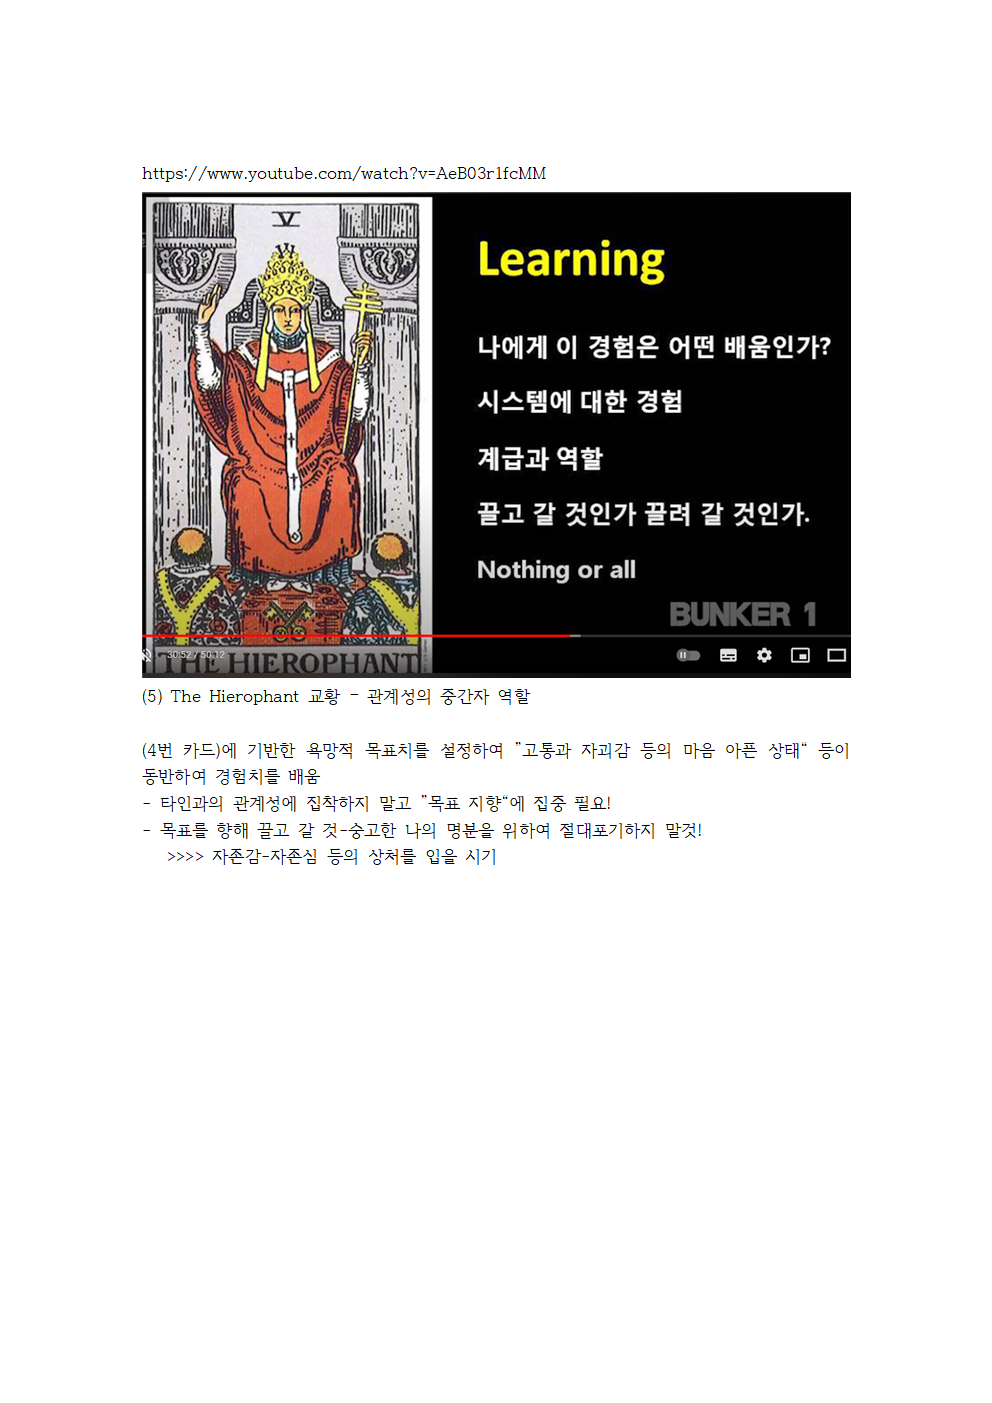 https://www.youtube.com/watch?v=AeB03r1fcMM
V
Learning
나에게 이 경험은 어떤 배움인가?
시스템에 대한 경험
계급과 역할
끌고 갈 것인가 끌려 갈 것인가.
Nothing or all
BUNKER 1
30:52 / 50:12
THE HIEROPHANT
(5) The Hierophant 교황 - 관계성의 중간자 역할
(4번 카드)에 기반한 욕망적 목표치를 설정하여 ”고통과 자괴감 등의 마음 아픈 상태“ 등이
동반하여 경험치를 배움
- 타인과의 관계성에 집착하지 말고 ”목표 지향“에 집중 필요!
- 목표를 향해 끌고 갈 것-숭고한 나의 명분을 위하여 절대포기하지 말것!
>>>> 자존감-자존심 등의 상처를 입을 시기